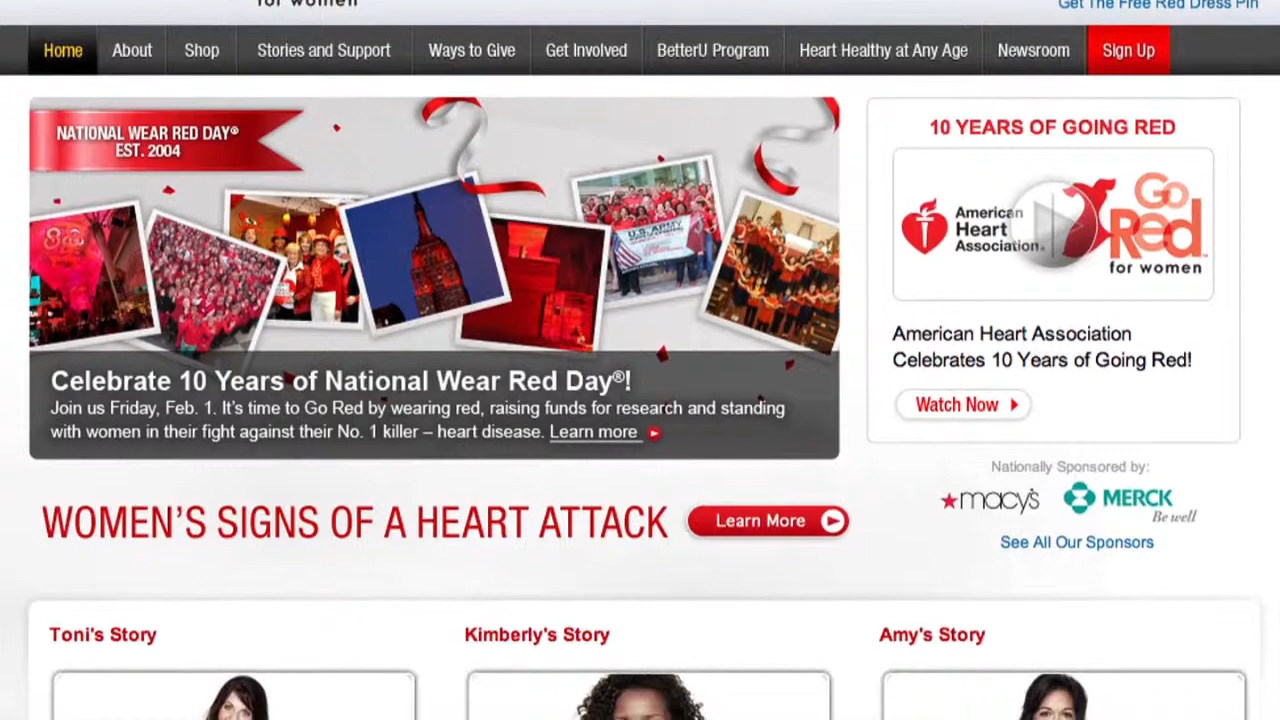 for women
Get The Free Red Dress Pin
Home
About
Shop
Stories and Support
Ways to Give
Get Involved
BetterU Program
Heart Healthy at Any Age
Newsroom
Sign Up
NATIONAL WEAR RED DAY®
EST. 2004
U.S. ARMY
Celebrate 10 Years of National Wear Red Day®!
Join us Friday, Feb. 1. It's time to Go Red by wearing red, raising funds for research and standing
with women in their fight against their No. 1 killer – heart disease. Learn more
10 YEARS OF GOING RED
American
Heart
Association®
Go
Red™
for women
American Heart Association
Celebrates 10 Years of Going Red!
Watch Now
Nationally Sponsored by:
macy's
MERCK
Be well
See All Our Sponsors
WOMEN'S SIGNS OF A HEART ATTACK
Learn More
Toni's Story
Kimberly's Story
Amy's Story